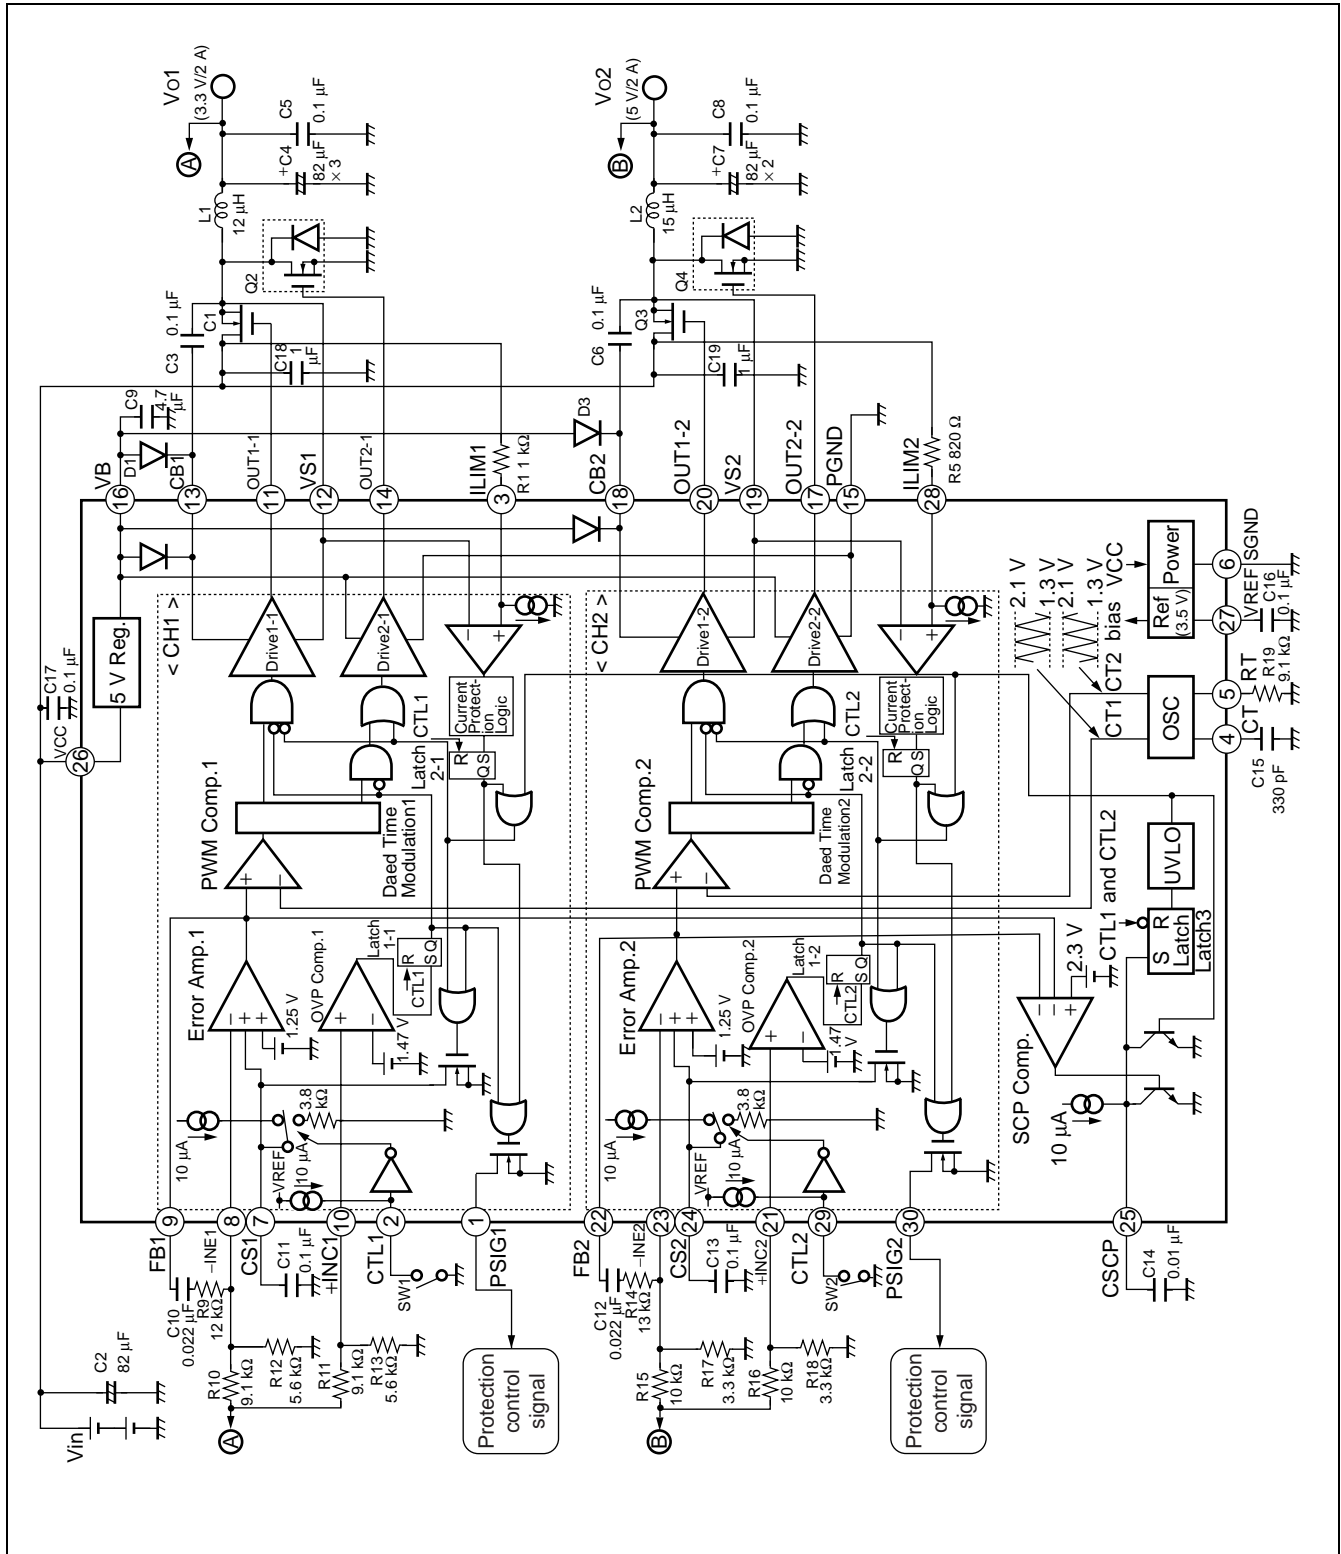 A
R10
9.1 kΩ
R12
5.6 kΩ
C10
0.022 µF
R9
12 kΩ
FB1
9
−INE1
8
CS1
7
C11
0.1 µF
R11
9.1 kΩ
R13
5.6 kΩ
+INC1
10
CTL1
2
SW1
PSIG1
1
Protection
control
signal
B
R15
10 kΩ
R17
3.3 kΩ
C12
0.022 µF
R14
13 kΩ
FB2
22
−INE2
23
CS2
24
C13
0.1 µF
R16
10 kΩ
R18
3.3 kΩ
+INC2
21
CTL2
29
SW2
PSIG2
30
Protection
control
signal
CSCP
25
C14
0.01 µF
Vin
C2
82 µF
VCC
26
C17
0.1 µF
5 V Reg.
< CH1 >
Error Amp.1
−
+
+
1.25 V
10 µA
VREF
10 µA
3.8
kΩ
OVP Comp.1
+
−
1.47 V
Latch
1-1
R
S Q
CTL1
PWM Comp.1
+
−
Daed Time
Modulation1
Latch
2-1
R
Q S
CTL1
Current
Protect-
ion
Logic
Drive1-1
Drive2-1
−
+
< CH2 >
Error Amp.2
−
+
+
1.25 V
10 µA
VREF
10 µA
3.8
kΩ
OVP Comp.2
+
−
1.47
V
Latch
1-2
R
S Q
CTL2
PWM Comp.2
+
−
Daed Time
Modulation2
Latch
2-2
R
Q S
CTL2
Current
Protect-
ion
Logic
Drive1-2
Drive2-2
−
+
SCP Comp.
−
−
+
2.3 V
10 µA
CTL1 and CTL2
S R
Latch
Latch3
UVLO
OSC
CT1
CT2
2.1 V
1.3 V
2.1 V
1.3 V
bias
VCC
Ref
(3.5 V)
Power
4
CT
C15
330 pF
5
RT
R19
9.1 kΩ
27
VREF
C16
0.1 µF
6
SGND
VB
16
C9
4.7
µF
D1
CB1
13
C3
0.1 µF
OUT1-1
11
C1
VS1
12
C18
1
µF
OUT2-1
14
Q2
ILIM1
3
R1 1 kΩ
L1
12 µH
+C4
82 µF
×3
C5
0.1 µF
A
VO1
(3.3 V/2 A)
D3
CB2
18
C6
0.1 µF
OUT1-2
20
Q3
VS2
19
C19
1 µF
OUT2-2
17
Q4
PGND
15
ILIM2
28
R5 820 Ω
L2
15 µH
+C7
82 µF
×2
C8
0.1 µF
B
VO2
(5 V/2 A)